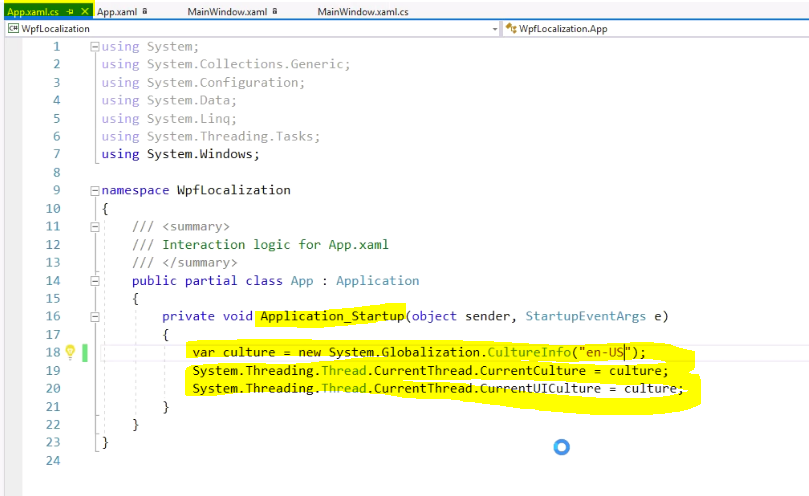 App.xaml.cs App.xaml MainWindow.xaml MainWindow.xaml.cs
C# WpfLocalization WpfLocalization.App
1 using System;
2 using System.Collections.Generic;
3 using System.Configuration;
4 using System.Data;
5 using System.Linq;
6 using System.Threading.Tasks;
7 using System.Windows;
8
9 namespace WpfLocalization
10 {
11 /// <summary>
12 /// Interaction logic for App.xaml
13 /// </summary>
14 public partial class App : Application
15 {
16 private void Application_Startup(object sender, StartupEventArgs e)
17 {
18 var culture = new System.Globalization.CultureInfo("en-US");
19 System.Threading.Thread.CurrentThread.CurrentCulture = culture;
20 System.Threading.Thread.CurrentThread.CurrentUICulture = culture;
21 }
22 }
23 }
24